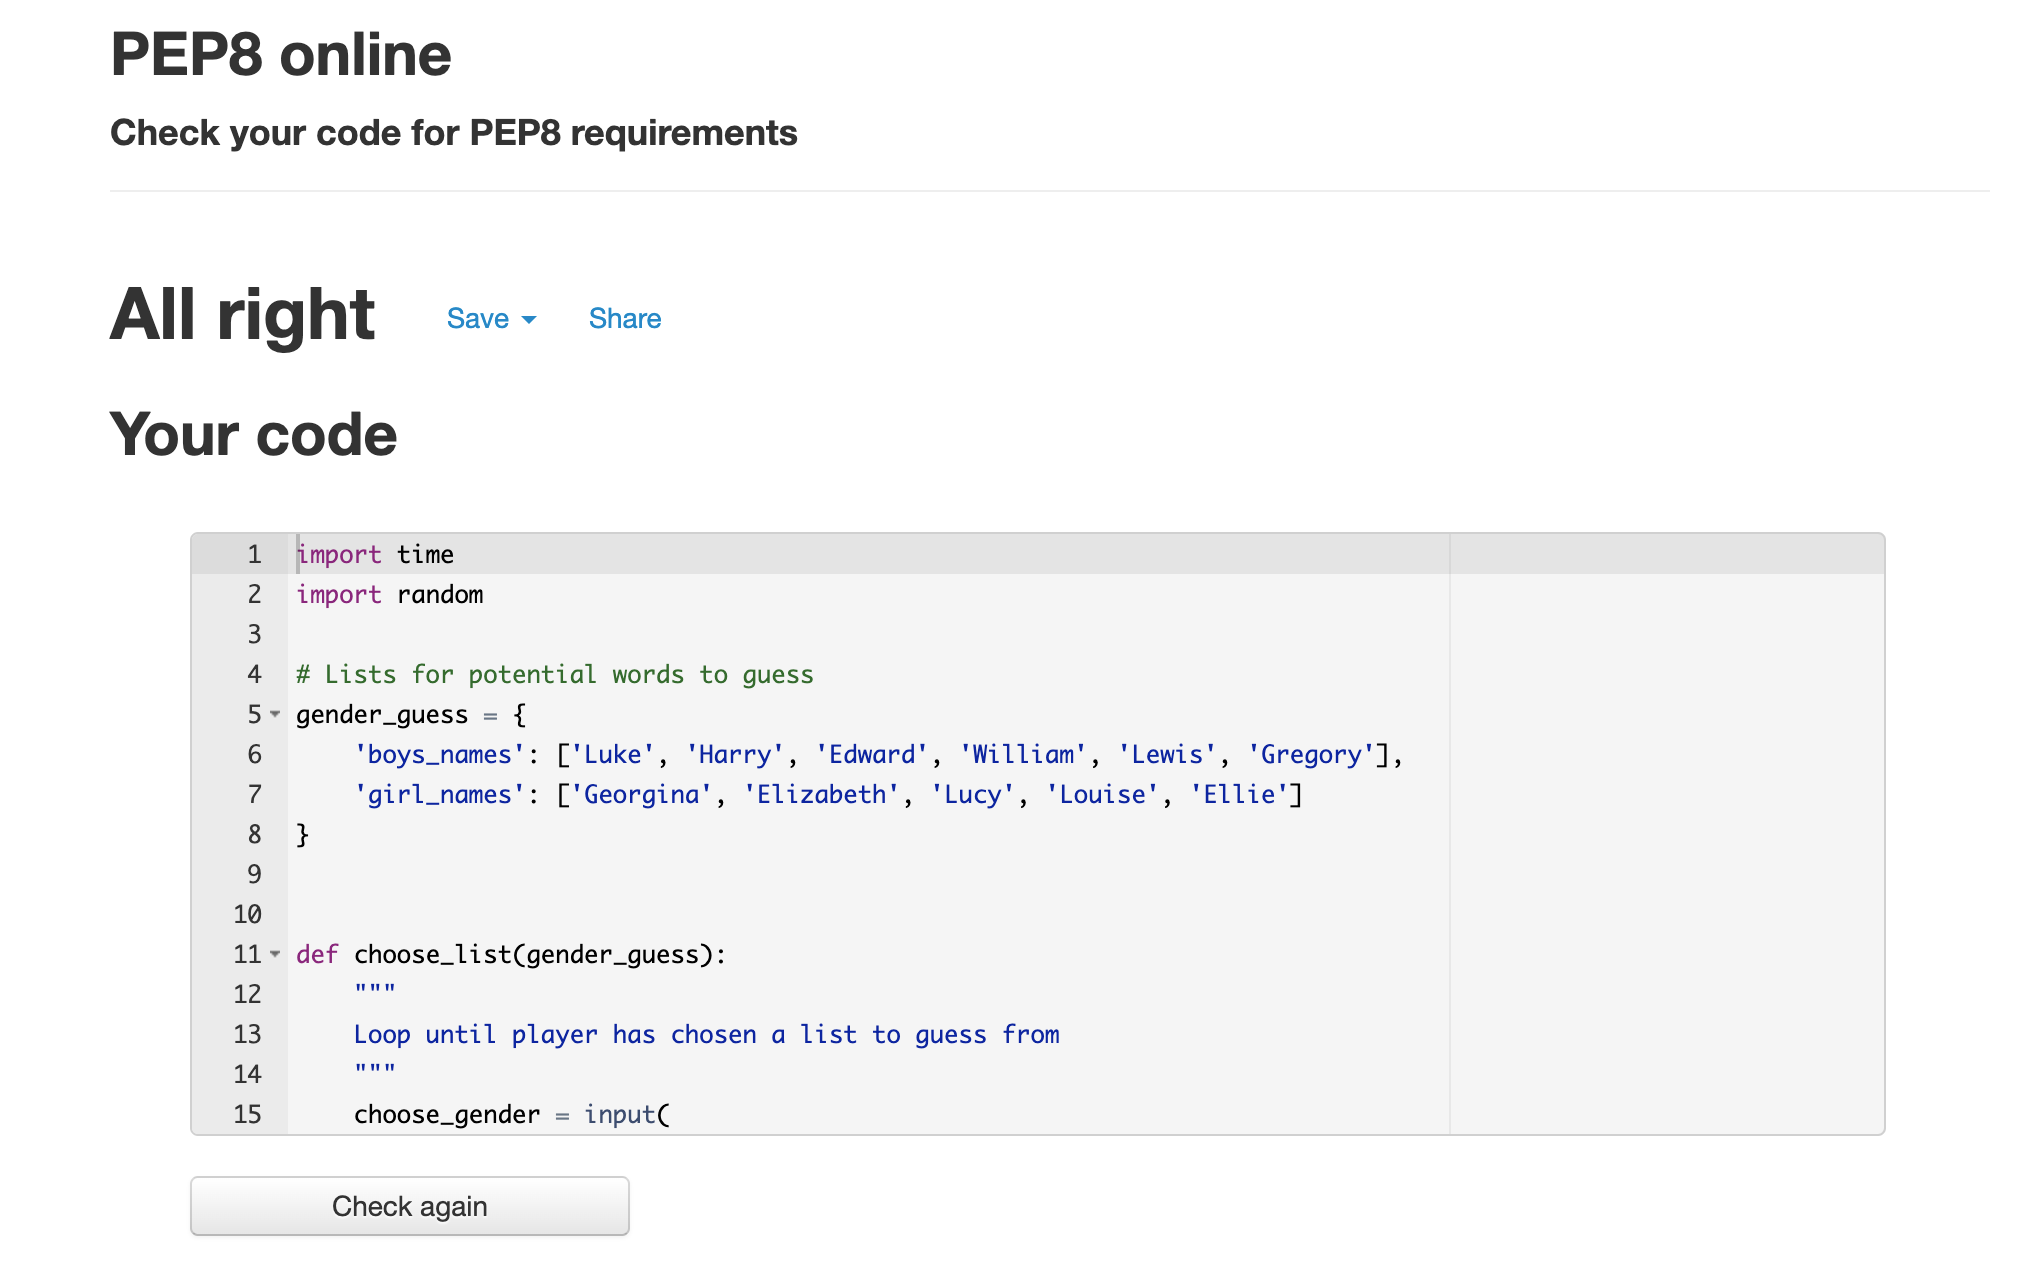 PEP8 online
Check your code for PEP8 requirements
All right Save Share
Your code
1 import time
2 import random
3
4 # Lists for potential words to guess
5 gender_guess = {
6     'boys_names': ['Luke', 'Harry', 'Edward', 'William', 'Lewis', 'Gregory'],
7     'girl_names': ['Georgina', 'Elizabeth', 'Lucy', 'Louise', 'Ellie']
8 }
9
10
11 def choose_list(gender_guess):
12     """
13     Loop until player has chosen a list to guess from
14     """
15     choose_gender = input(
Check again